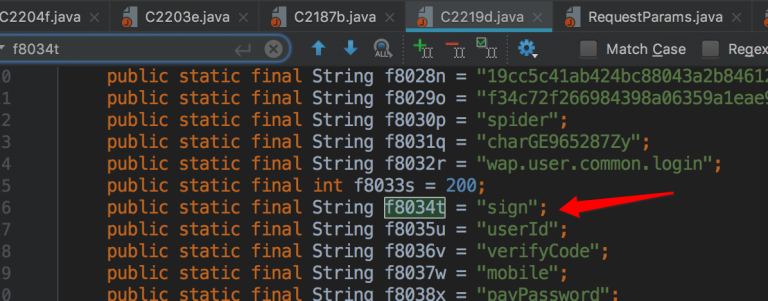 C2204f.java C2203e.java C2187b.java C2219d.java RequestParams.java
f8034t ALL Match Case Regex
0 public static final String f8028n = "19cc5c41ab424bc88043a2b84612
1 public static final String f8029o = "f34c72f266984398a06359a1eae9
2 public static final String f8030p = "spider";
3 public static final String f8031q = "charGE965287Zy";
4 public static final String f8032r = "wap.user.common.login";
5 public static final int f8033s = 200;
6 public static final String f8034t = "sign";
7 public static final String f8035u = "userId";
8 public static final String f8036v = "verifyCode";
9 public static final String f8037w = "mobile";
0 public static final String f8038x = "payPassword";